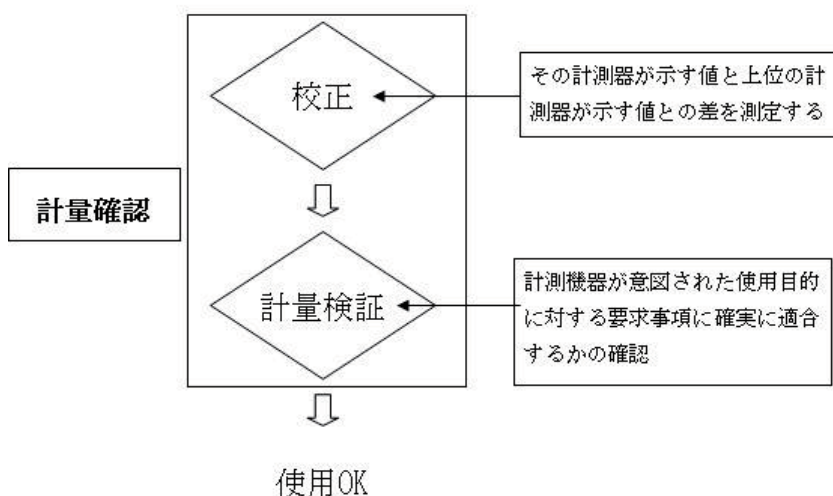 校正
その計測器が示す値と上位の計
測器が示す値との差を測定する
計量確認
計量検証
計測機器が意図された使用目的
に対する要求事項に確実に適合
するかの確認
使用OK